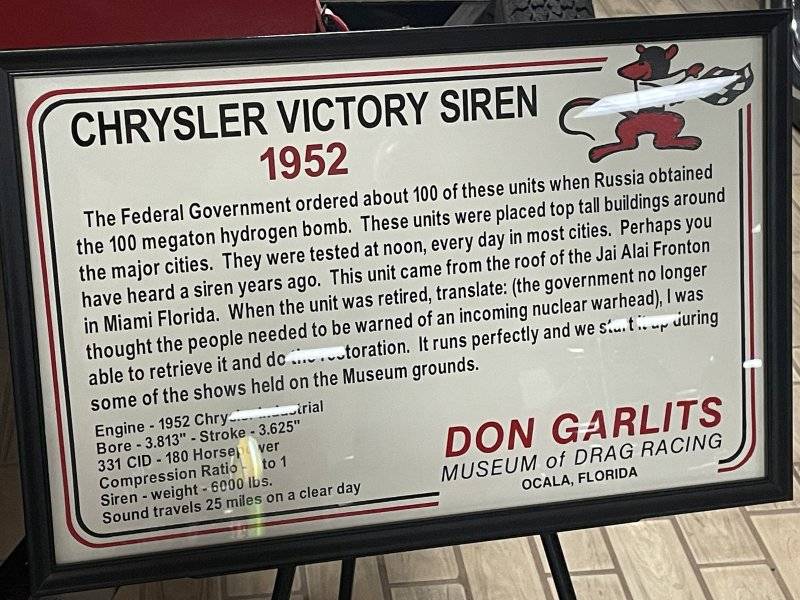 CHRYSLER VICTORY SIREN
1952
The Federal Government ordered about 100 of these units when Russia obtained
the 100 megaton hydrogen bomb. These units were placed top tall buildings around
the major cities. They were tested at noon, every day in most cities. Perhaps you
have heard a siren years ago. This unit came from the roof of the Jai Alai Fronton
in Miami Florida. When the unit was retired, translate: (the government no longer
thought the people needed to be warned of an incoming nuclear warhead), I was
able to retrieve it and do the restoration. It runs perfectly and we start it up during
some of the shows held on the Museum grounds.
Engine - 1952 Chrysler Industrial
Bore - 3.813" - Stroke - 3.625"
331 CID - 180 Horsepower
Compression Ratio - to 1
Siren - weight - 6000 lbs.
Sound travels 25 miles on a clear day
DON GARLITS
MUSEUM of DRAG RACING
OCALA, FLORIDA